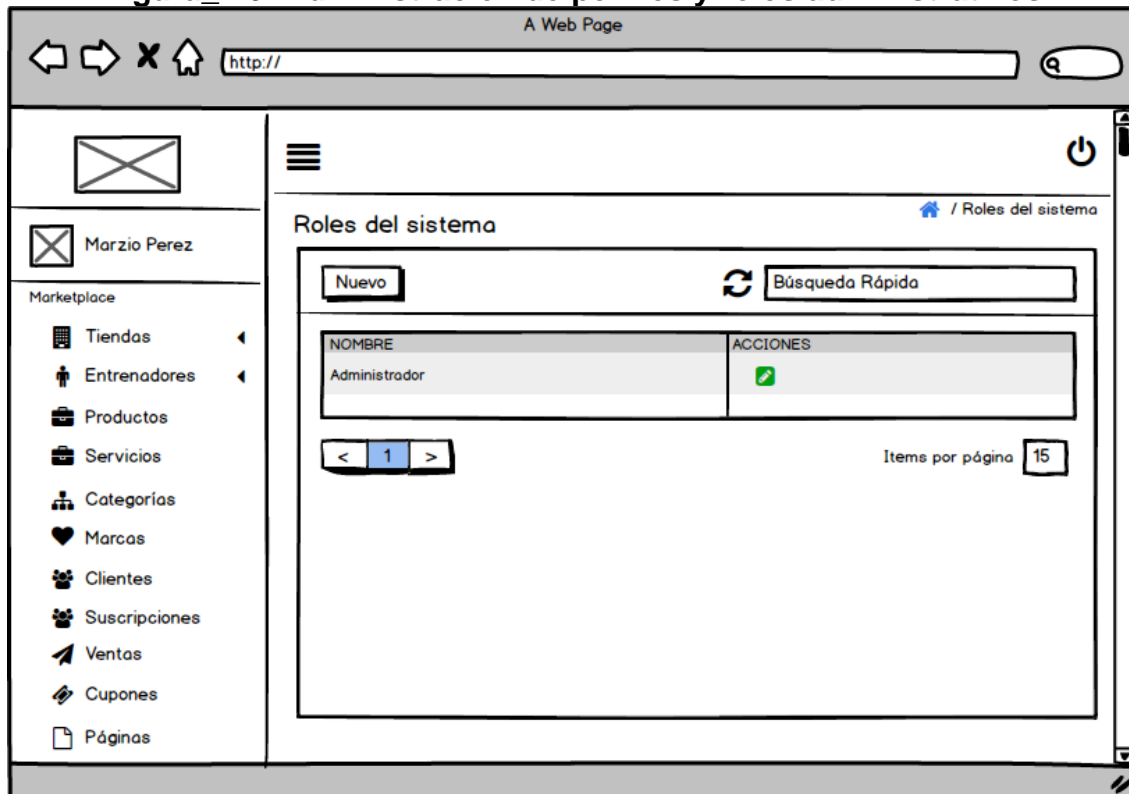 A Web Page
http://
Marzio Perez
Marketplace
Tiendas
Entrenadores
Productos
Servicios
Categorías
Marcas
Clientes
Suscripciones
Ventas
Cupones
Páginas
/ Roles del sistema
Roles del sistema
Nuevo
Búsqueda Rápida
NOMBRE ACCIONES
Administrador
< 1 >
Items por página 15